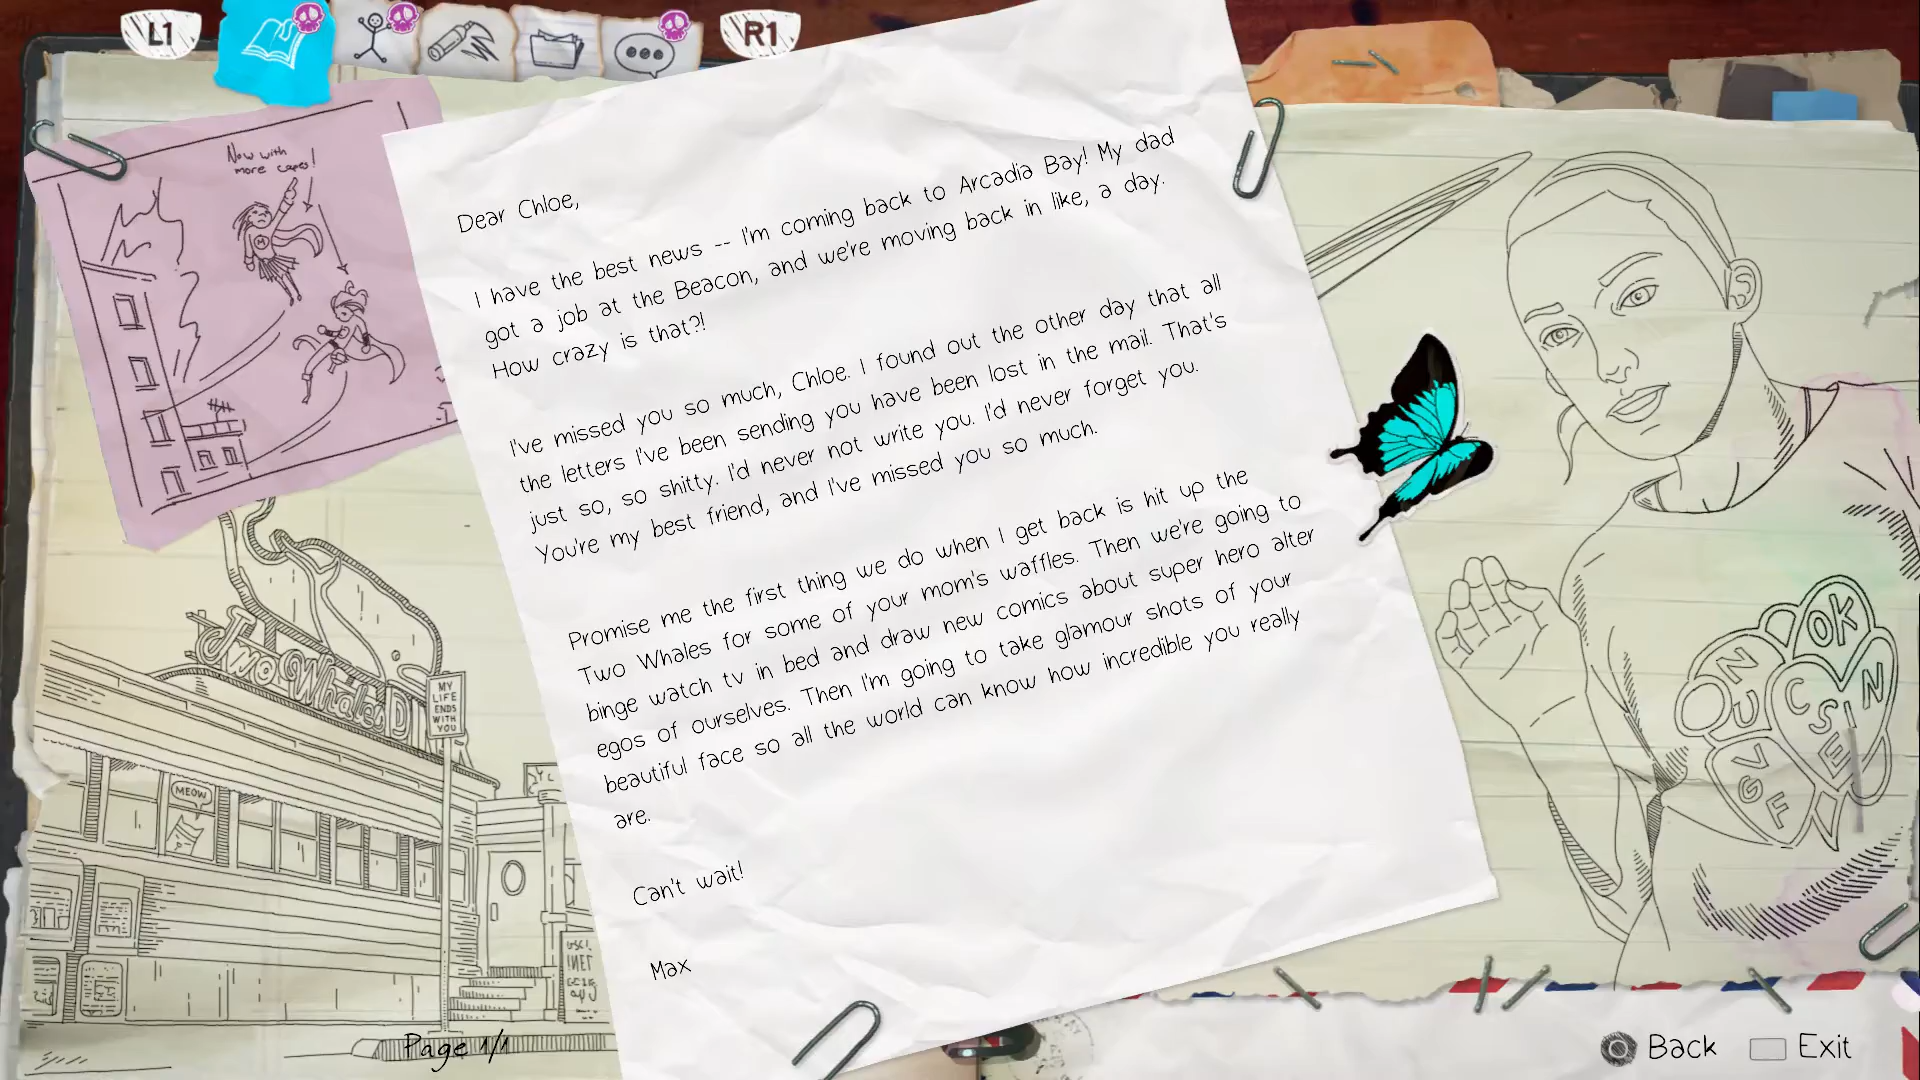 L1
R1
Now with
more capes!
M
Dear Chloe,
I have the best news -- I'm coming back to Arcadia Bay! My dad
got a job at the Beacon, and we're moving back in like, a day.
How crazy is that?!
I've missed you so much, Chloe. I found out the other day that all
the letters I've been sending you have been lost in the mail. That's
just so, so shitty. I'd never not write you. I'd never forget you.
You're my best friend, and I've missed you so much.
Promise me the first thing we do when I get back is hit up the
Two Whales for some of your mom's waffles. Then we're going to
binge watch tv in bed and draw new comics about super hero alter
egos of ourselves. Then I'm going to take glamour shots of your
beautiful face so all the world can know how incredible you really
are.
Can't wait!
Max
Two Whales D
MY
LIFE
ENDS
WITH
YOU
MEOW
OK
Page 1/1
Back
Exit